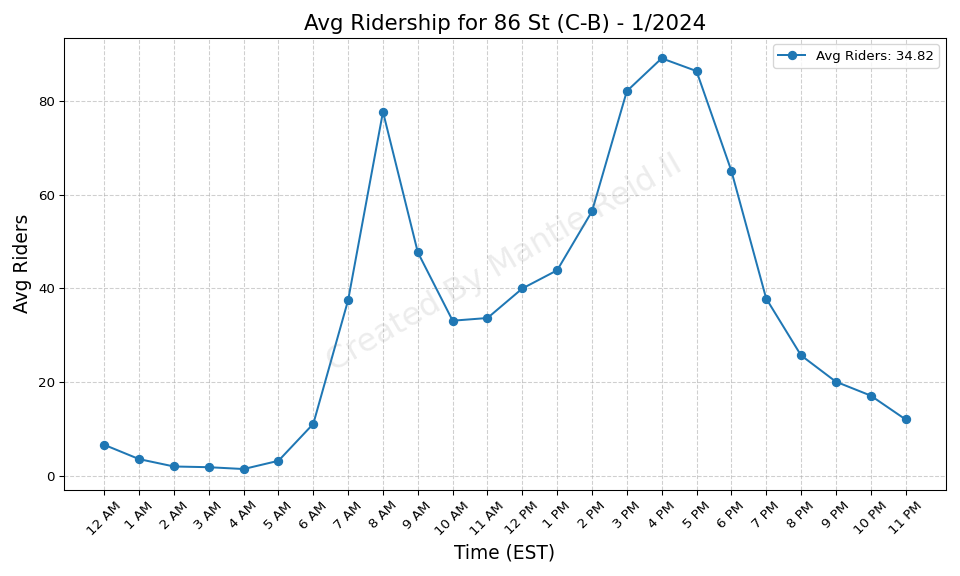 Avg Ridership for 86 St (C-B) - 1/2024
Avg Riders: 34.82
Avg Riders
80
60
40
20
0
Created By Mantie Reid II
12 AM
1 AM
2 AM
3 AM
4 AM
5 AM
6 AM
7 AM
8 AM
9 AM
10 AM
11 AM
12 PM
1 PM
2 PM
3 PM
4 PM
5 PM
6 PM
7 PM
8 PM
9 PM
10 PM
11 PM
Time (EST)